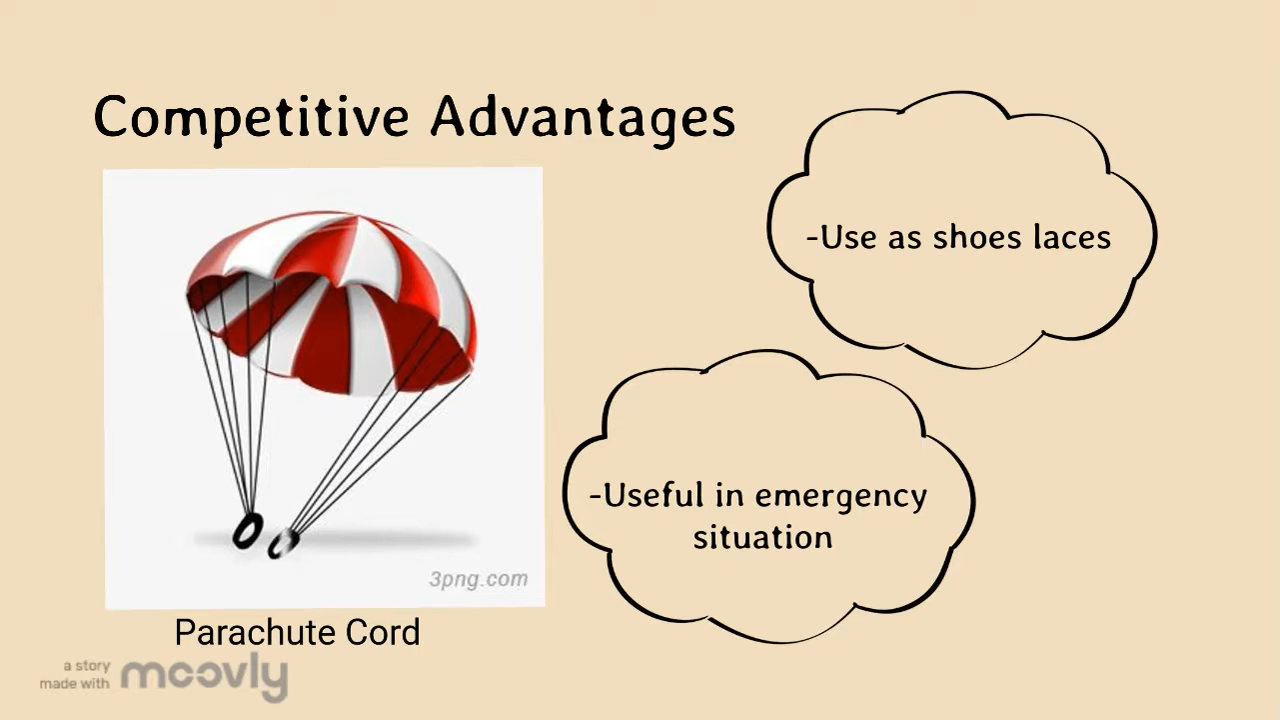 Competitive Advantages
-Use as shoes laces
-Useful in emergency
situation
3png.com
Parachute Cord
a story
made with moovly